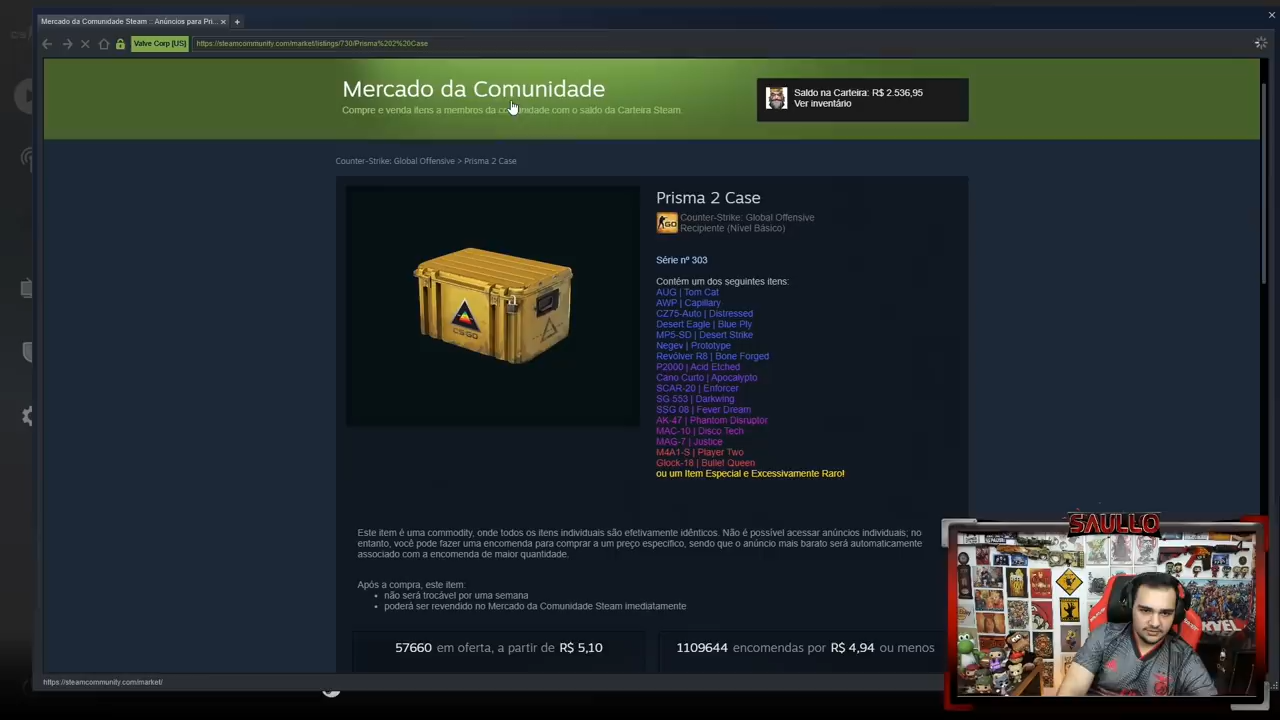 Mercado da Comunidade Steam :: Anúncios para Pri...
Valve Corp [US]
https://steamcommunity.com/market/listings/730/Prisma%202%20Case
Mercado da Comunidade
Compre e venda itens a membros da comunidade com o saldo da Carteira Steam.
Saldo na Carteira: R$ 2.536,95
Ver inventário
Counter-Strike: Global Offensive > Prisma 2 Case
Prisma 2 Case
Counter-Strike: Global Offensive
Recipiente (Nível Básico)
Série nº 303
Contém um dos seguintes itens:
AUG | Tom Cat
AWP | Capillary
CZ75-Auto | Distressed
Desert Eagle | Blue Ply
MP5-SD | Desert Strike
Negev | Prototype
Revólver R8 | Bone Forged
P2000 | Acid Etched
Cano Curto | Apocalypto
SCAR-20 | Enforcer
SG 553 | Darkwing
SSG 08 | Fever Dream
AK-47 | Phantom Disruptor
MAC-10 | Disco Tech
MAG-7 | Justice
M4A1-S | Player Two
Glock-18 | Bullet Queen
ou um Item Especial e Excessivamente Raro!
CS:GO
Este item é uma commodity, onde todos os itens individuais são efetivamente idênticos. Não é possível acessar anúncios individuais; no
entanto, você pode fazer uma encomenda para comprar a um preço específico, sendo que o anúncio mais barato será automaticamente
associado com a encomenda de maior quantidade.
Após a compra, este item:
não será trocável por uma semana
poderá ser revendido no Mercado da Comunidade Steam imediatamente
57660 em oferta, a partir de R$ 5,10
1109644 encomendas por R$ 4,94 ou menos
https://steamcommunity.com/market/
SAULLO